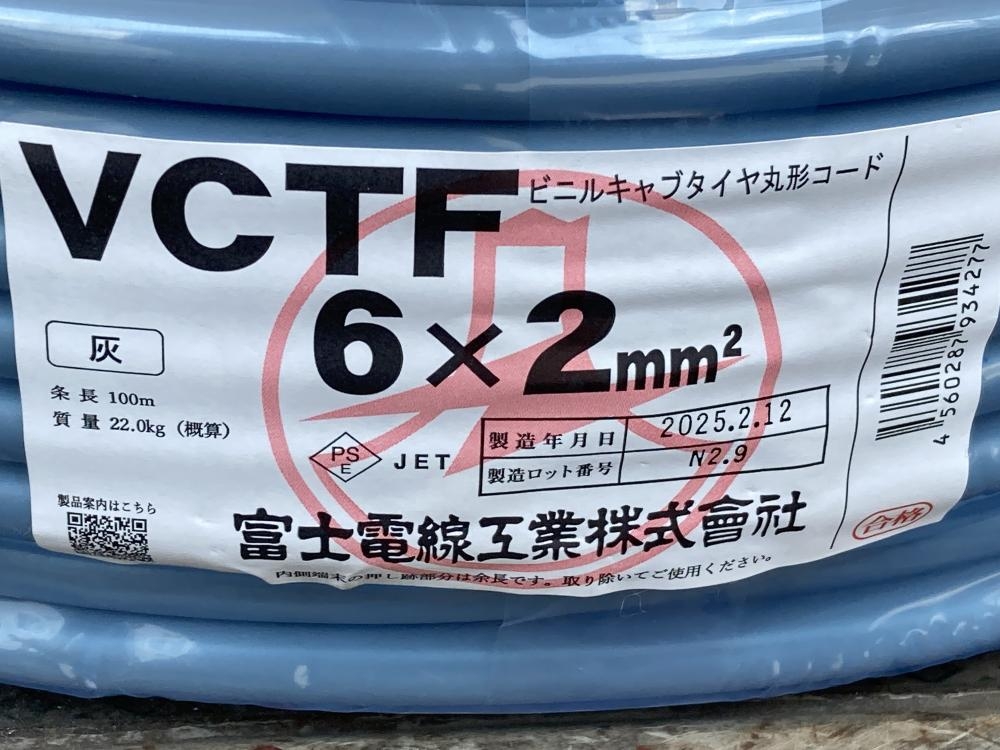 VCTF ビニルキャブタイヤ丸形コード
6×2mm²
灰
条長 100m
質量 22.0kg (概算)
PS
E
JET
製造年月日 2025.2.12
製造ロット番号 N2.9
製品案内はこちら
富士電線工業株式會社
内側端末の押し跡部分は余長です。取り除いてご使用ください。
4560287934277
合格